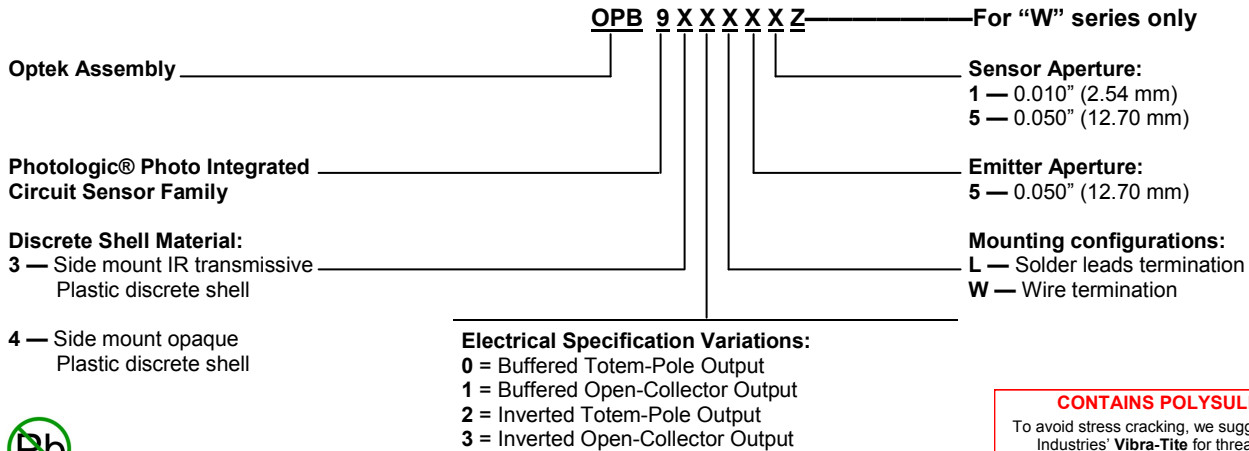 OPB 9 X X X X X Z For “W” series only
Optek Assembly
Sensor Aperture:
1 — 0.010” (2.54 mm)
5 — 0.050” (12.70 mm)
Photologic® Photo Integrated
Circuit Sensor Family
Emitter Aperture:
5 — 0.050” (12.70 mm)
Discrete Shell Material:
3 — Side mount IR transmissive
Plastic discrete shell
4 — Side mount opaque
Plastic discrete shell
Mounting configurations:
L — Solder leads termination
W — Wire termination
Electrical Specification Variations:
0 = Buffered Totem-Pole Output
1 = Buffered Open-Collector Output
2 = Inverted Totem-Pole Output
3 = Inverted Open-Collector Output
Pb
CONTAINS POLYSUL
To avoid stress cracking, we sugg
Industries’ Vibra-Tite for threa